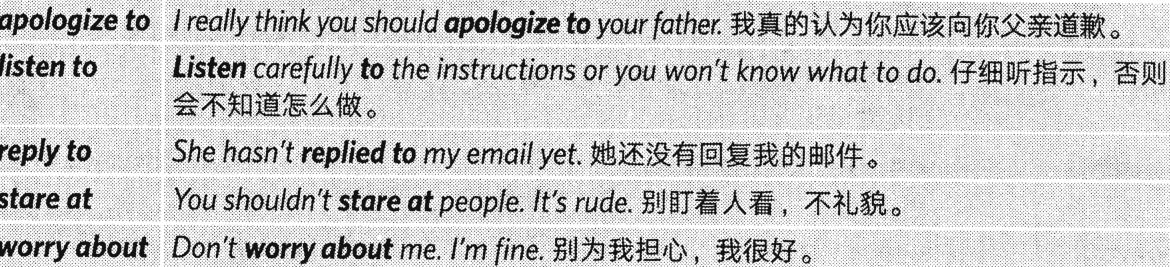 apologize to I really think you should apologize to your father. 我真的认为你应该向你父亲道歉。
listen to Listen carefully to the instructions or you won't know what to do. 仔细听指示，否则
会不知道怎么做。
reply to She hasn't replied to my email yet. 她还没有回复我的邮件。
stare at You shouldn't stare at people. It's rude. 别盯着人看，不礼貌。
worry about Don't worry about me. I'm fine. 别为我担心，我很好。